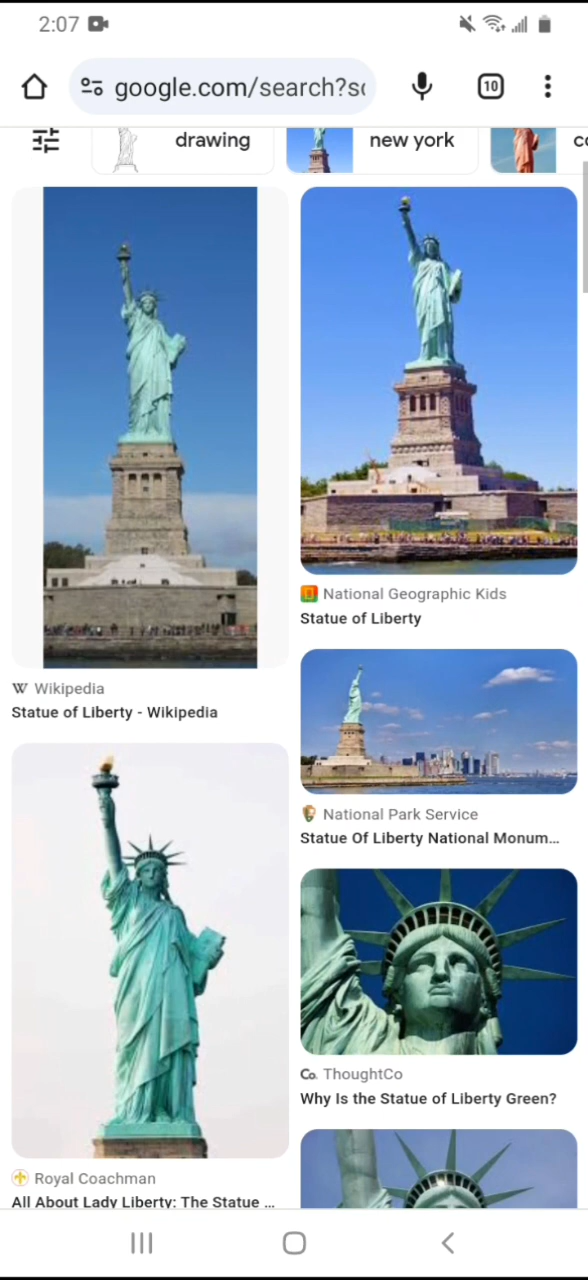 2:07
google.com/search?s
10
drawing
new york
Wikipedia
Statue of Liberty - Wikipedia
National Geographic Kids
Statue of Liberty
National Park Service
Statue Of Liberty National Monum...
Co. ThoughtCo
Why Is the Statue of Liberty Green?
Royal Coachman
All About Lady Liberty: The Statue ...